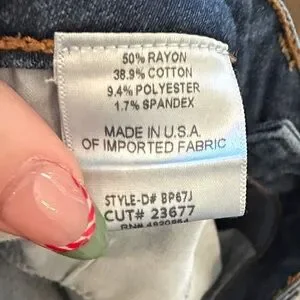 50% RAYON
38.9% COTTON
9.4% POLYESTER
1.7% SPANDEX
MADE IN U.S.A.
OF IMPORTED FABRIC
STYLE-D# BP67J
CUT# 23677
RN#